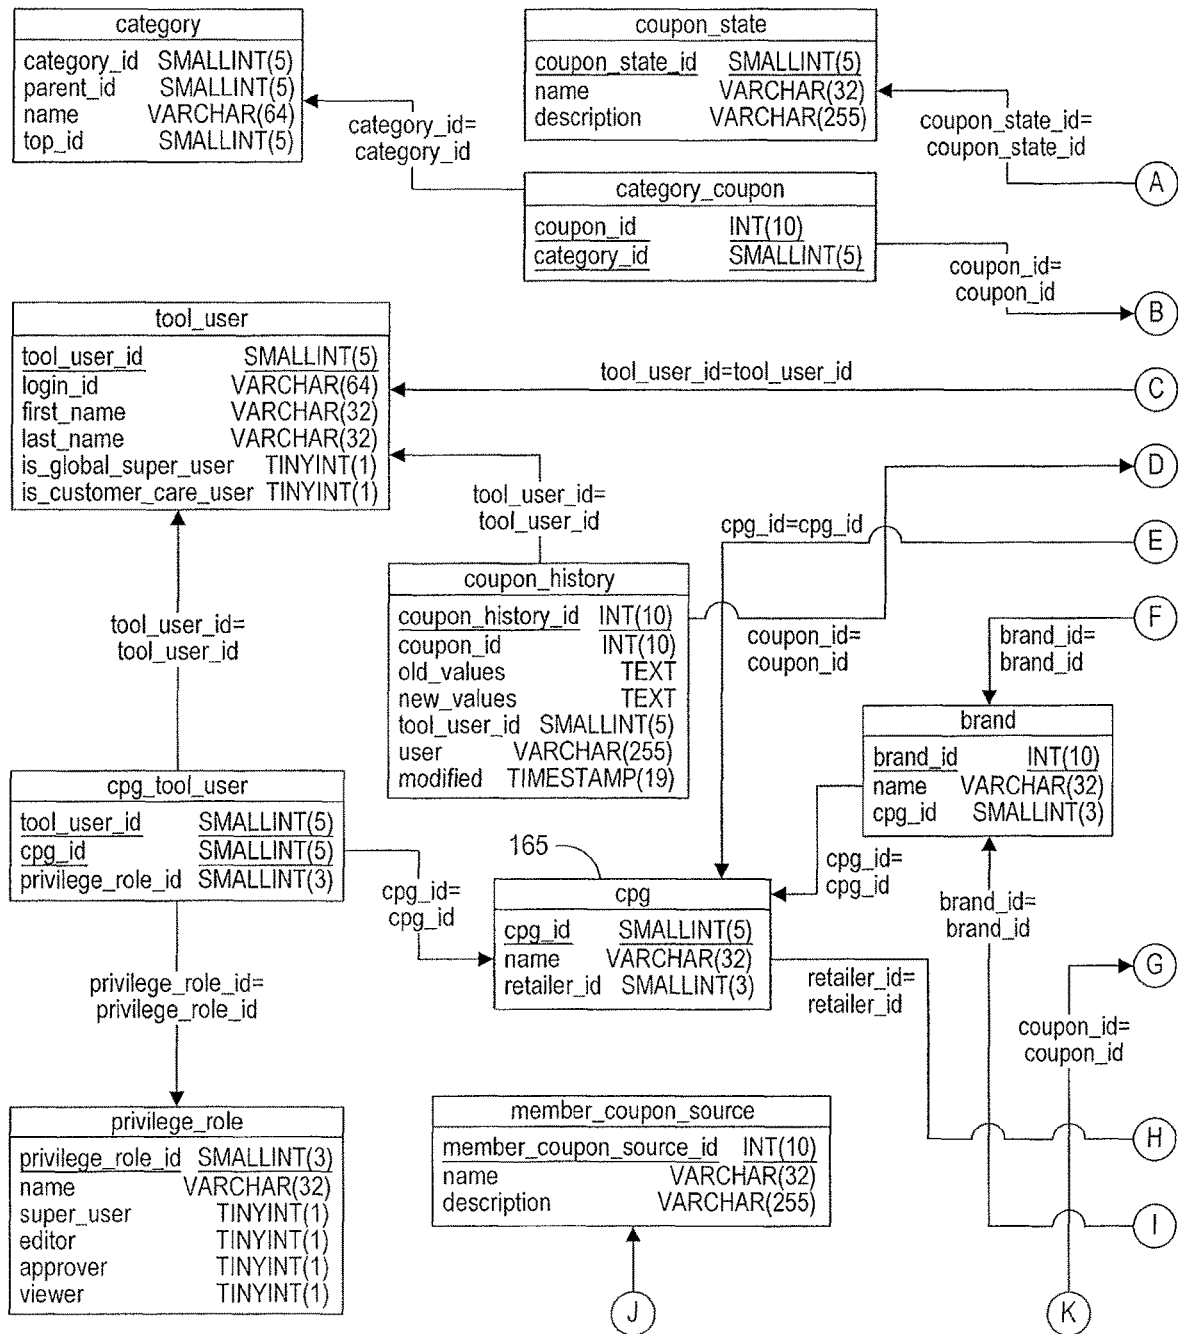 category
category_id SMALLINT(5)
parent_id SMALLINT(5)
name VARCHAR(64)
top_id SMALLINT(5)
category_id=
category_id
coupon_state
coupon_state_id SMALLINT(5)
name VARCHAR(32)
description VARCHAR(255)
coupon_state_id=
coupon_state_id
A
category_coupon
coupon_id INT(10)
category_id SMALLINT(5)
coupon_id=
coupon_id
B
tool_user
tool_user_id SMALLINT(5)
login_id VARCHAR(64)
first_name VARCHAR(32)
last_name VARCHAR(32)
is_global_super_user TINYINT(1)
is_customer_care_user TINYINT(1)
tool_user_id=tool_user_id
C
D
tool_user_id=
tool_user_id
cpg_id=cpg_id
E
coupon_history
coupon_history_id INT(10)
coupon_id INT(10)
old_values TEXT
new_values TEXT
tool_user_id SMALLINT(5)
user VARCHAR(255)
modified TIMESTAMP(19)
coupon_id=
coupon_id
F
brand_id=
brand_id
tool_user_id=
tool_user_id
brand
brand_id INT(10)
name VARCHAR(32)
cpg_id SMALLINT(3)
cpg_tool_user
tool_user_id SMALLINT(5)
cpg_id SMALLINT(5)
privilege_role_id SMALLINT(3)
cpg_id=
cpg_id
165
cpg
cpg_id SMALLINT(5)
name VARCHAR(32)
retailer_id SMALLINT(3)
cpg_id=
cpg_id
brand_id=
brand_id
G
retailer_id=
retailer_id
coupon_id=
coupon_id
privilege_role_id=
privilege_role_id
privilege_role
privilege_role_id SMALLINT(3)
name VARCHAR(32)
super_user TINYINT(1)
editor TINYINT(1)
approver TINYINT(1)
viewer TINYINT(1)
member_coupon_source
member_coupon_source_id INT(10)
name VARCHAR(32)
description VARCHAR(255)
H
I
J
K